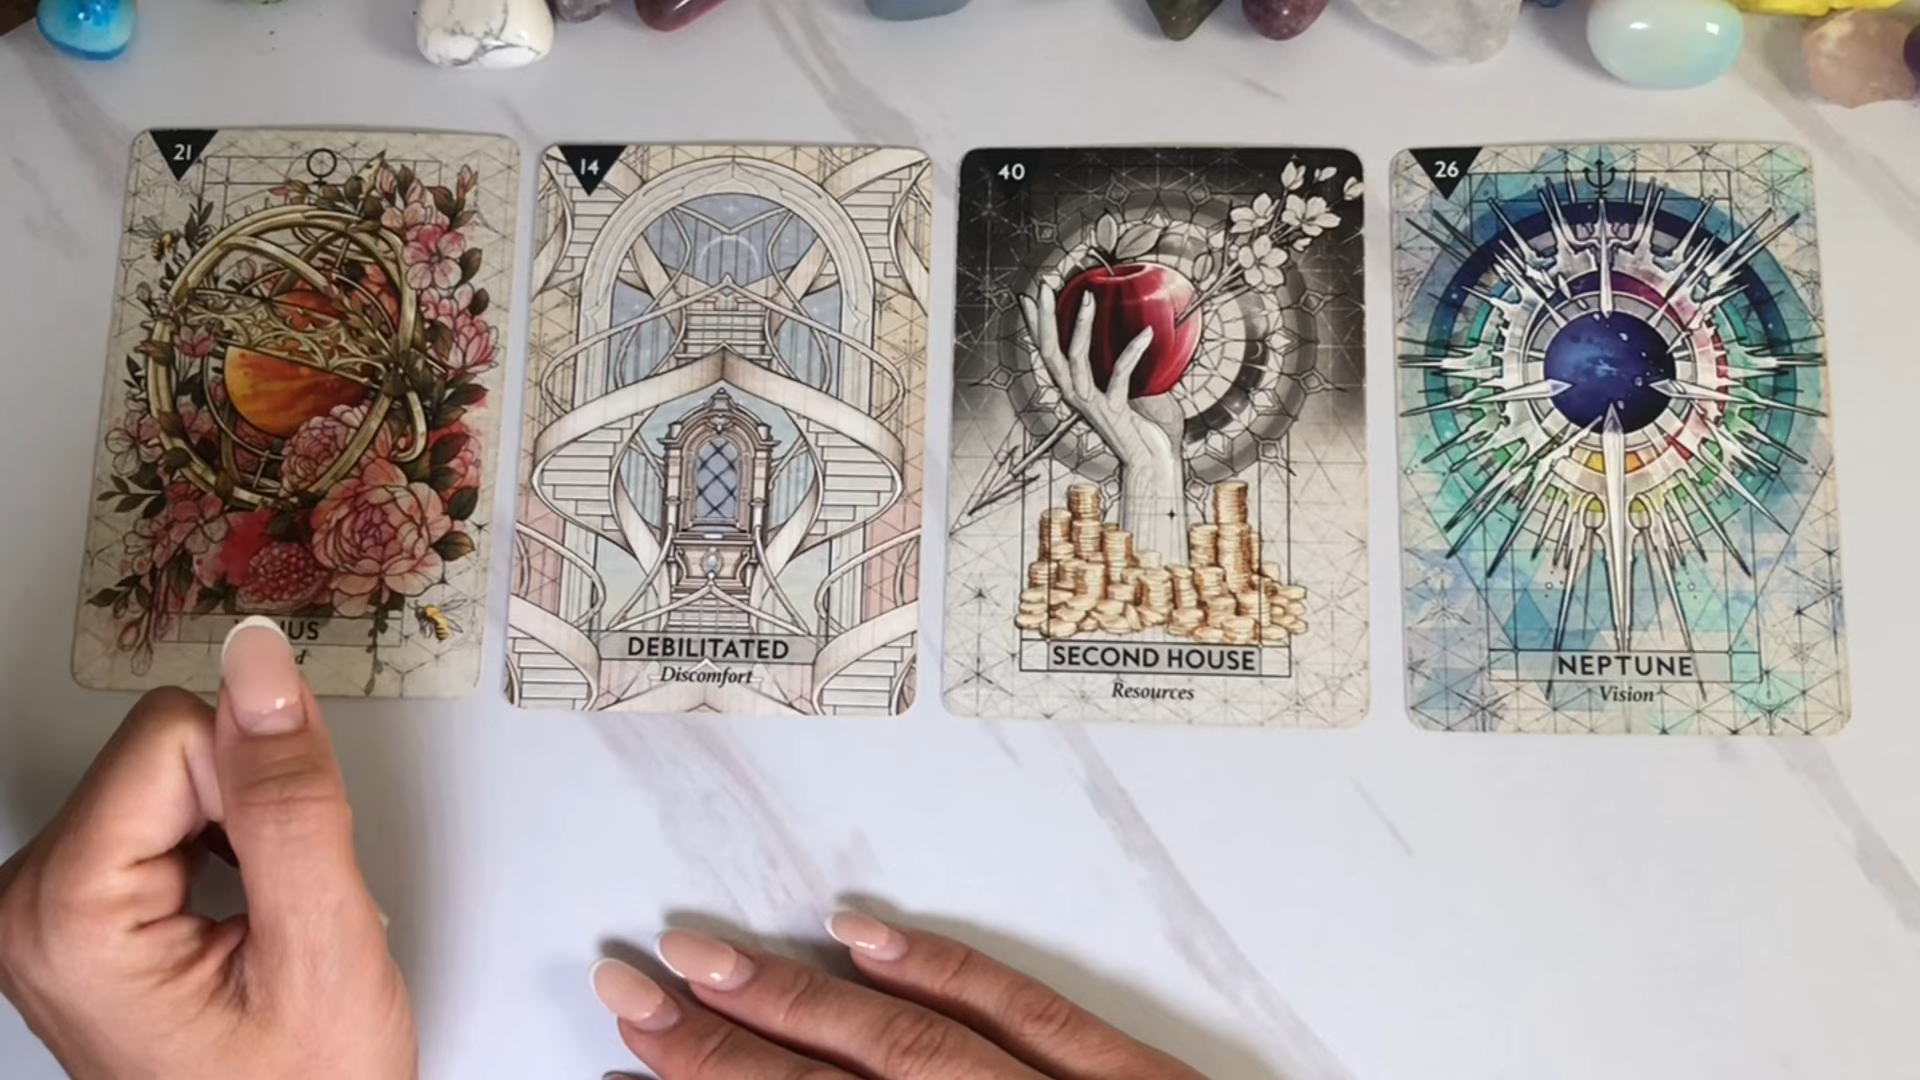 21
14
DEBILITATED
Discomfort
40
SECOND HOUSE
Resources
26
NEPTUNE
Vision